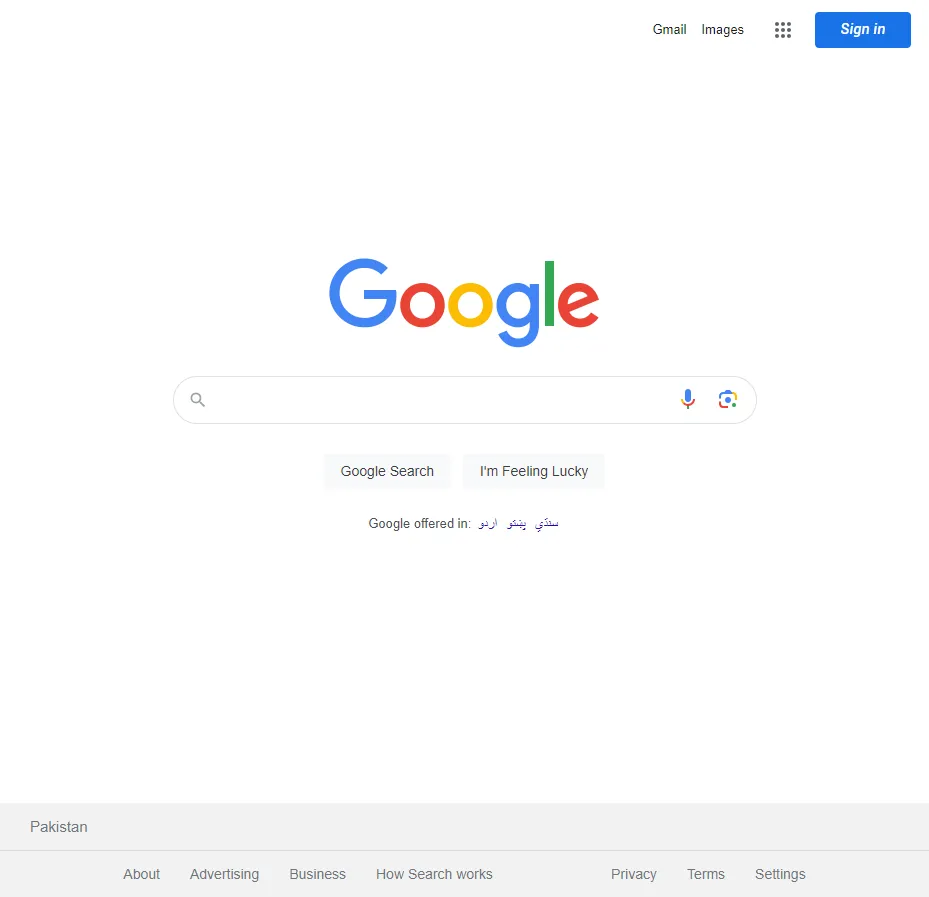 Gmail Images Sign in
Google
Google Search I'm Feeling Lucky
Google offered in: اردو پښتو سنڌي
Pakistan
About Advertising Business How Search works Privacy Terms Settings